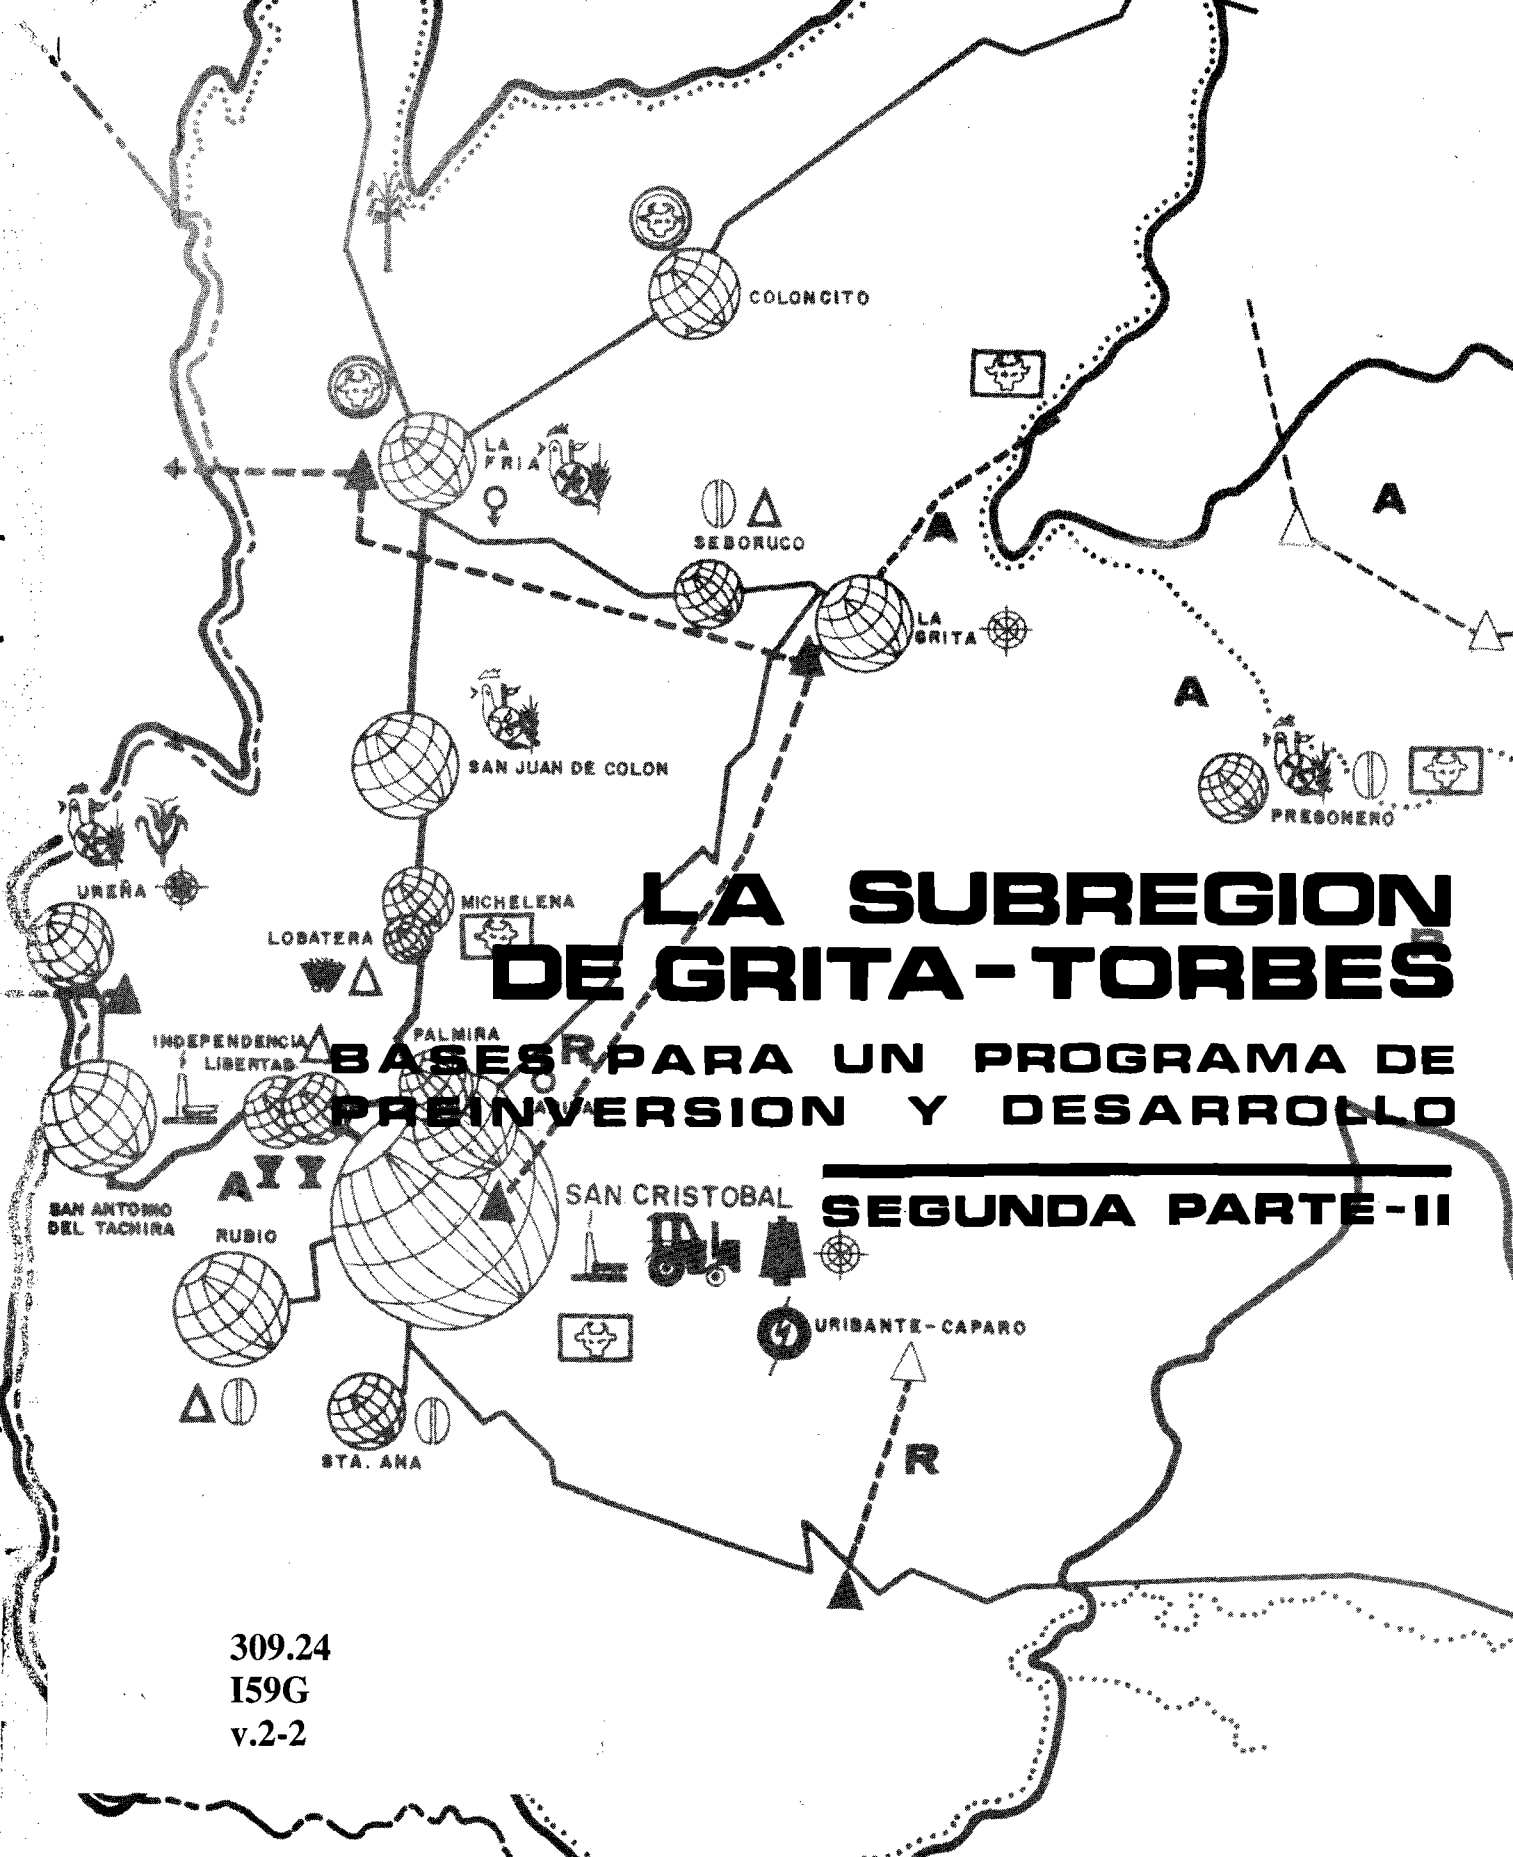 COLONCITO
LA
FRIA
SEBORUCO
A
A
LA
GRITA
A
SAN JUAN DE COLON
PREGONERO
UREÑA
MICHELENA
LOBATERA
LA SUBREGION
DE GRITA-TORBES
INDEPENDENCIA
LIBERTAD
PALMIRA
R
BASES PARA UN PROGRAMA DE
PREINVERSION Y DESARROLLO
A
SAN CRISTOBAL
SEGUNDA PARTE-II
SAN ANTONIO
DEL TACHIRA
RUBIO
URIBANTE-CAPARO
STA. ANA
R
309.24
I59G
v.2-2